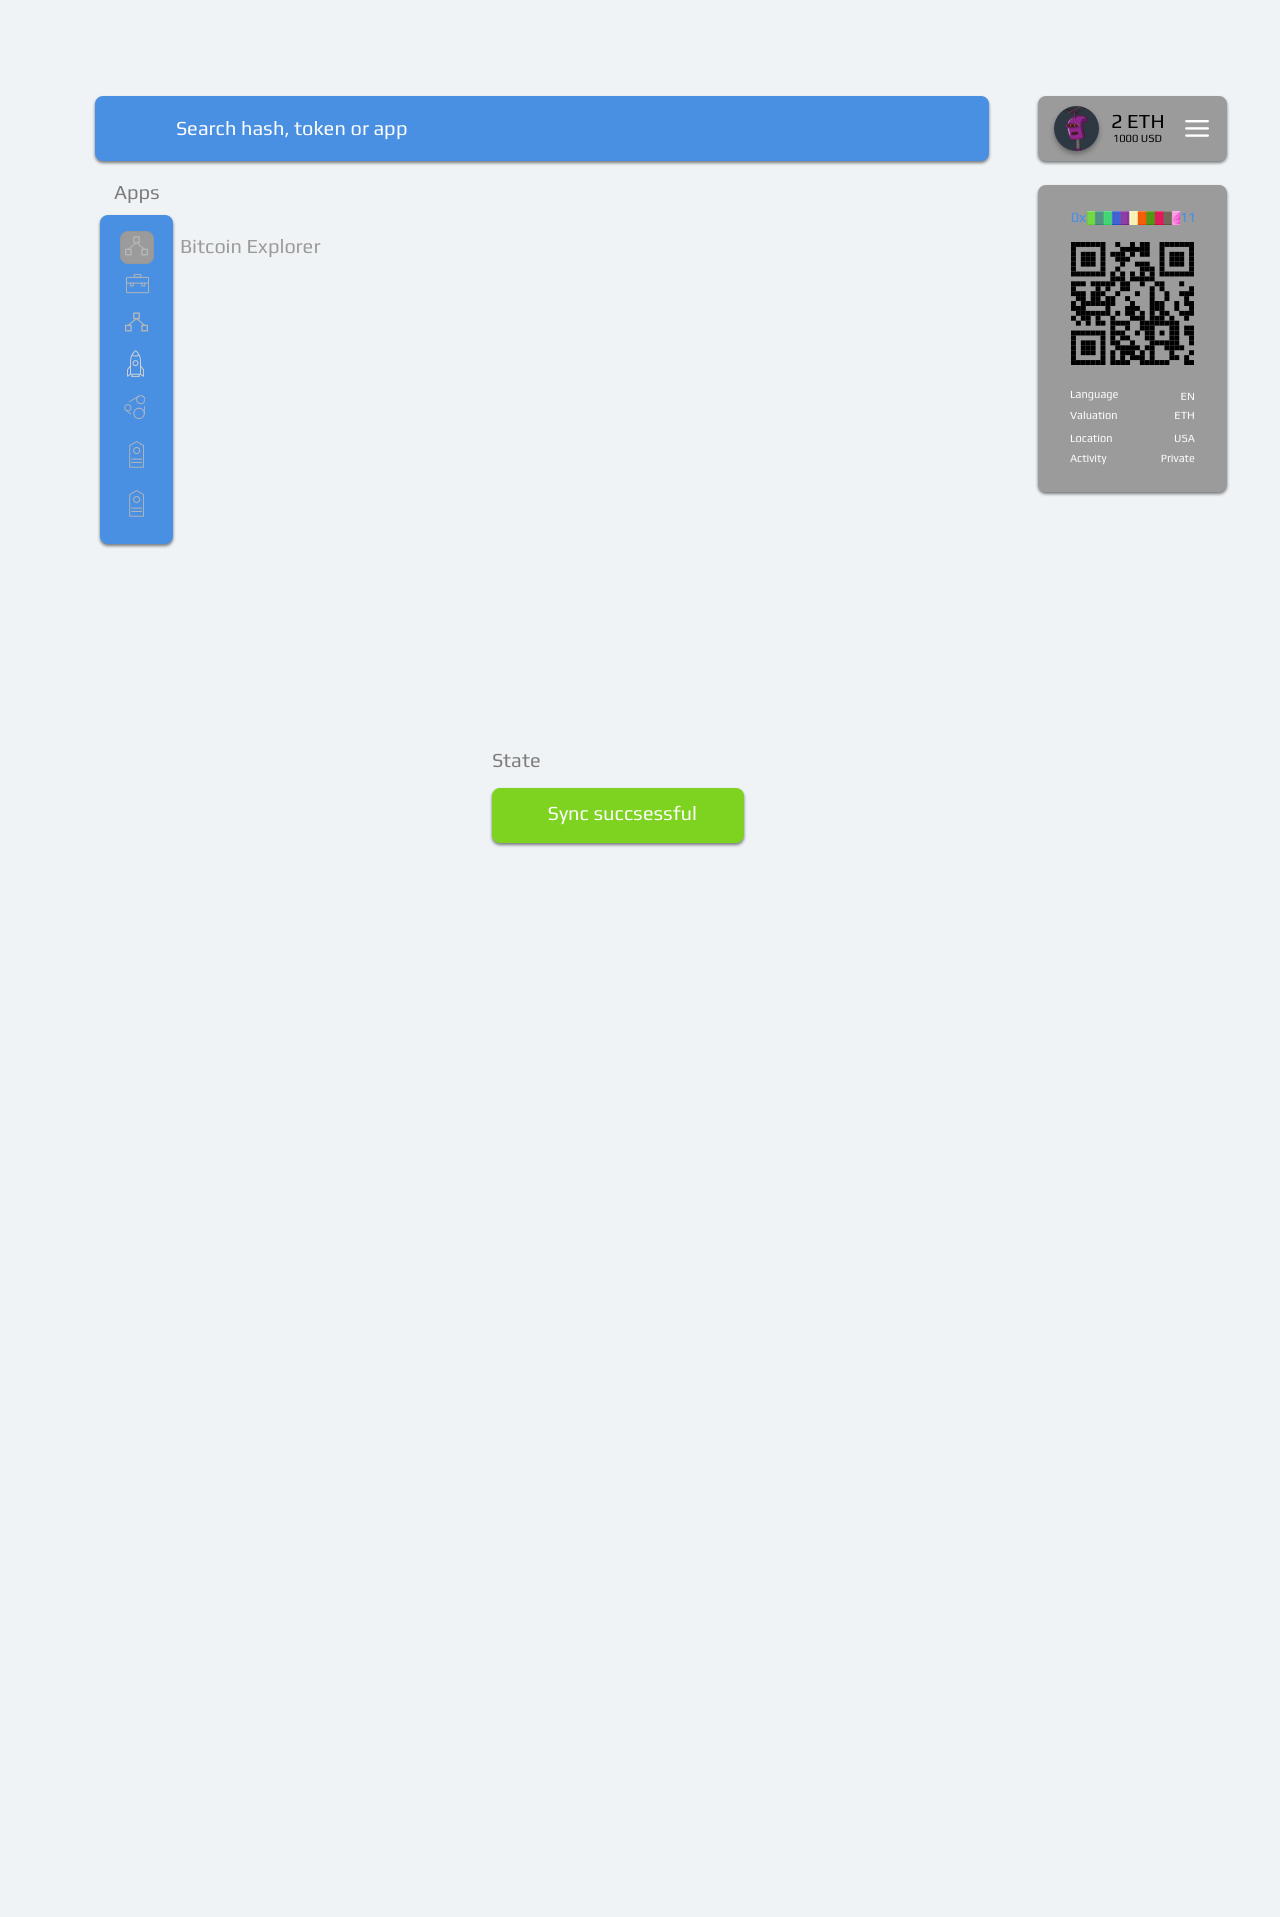 Search hash, token or app
2 ETH
1000 USD
Apps
Bitcoin Explorer
0x 11
Language EN
Valuation ETH
Location USA
Activity Private
State
Sync succsessful